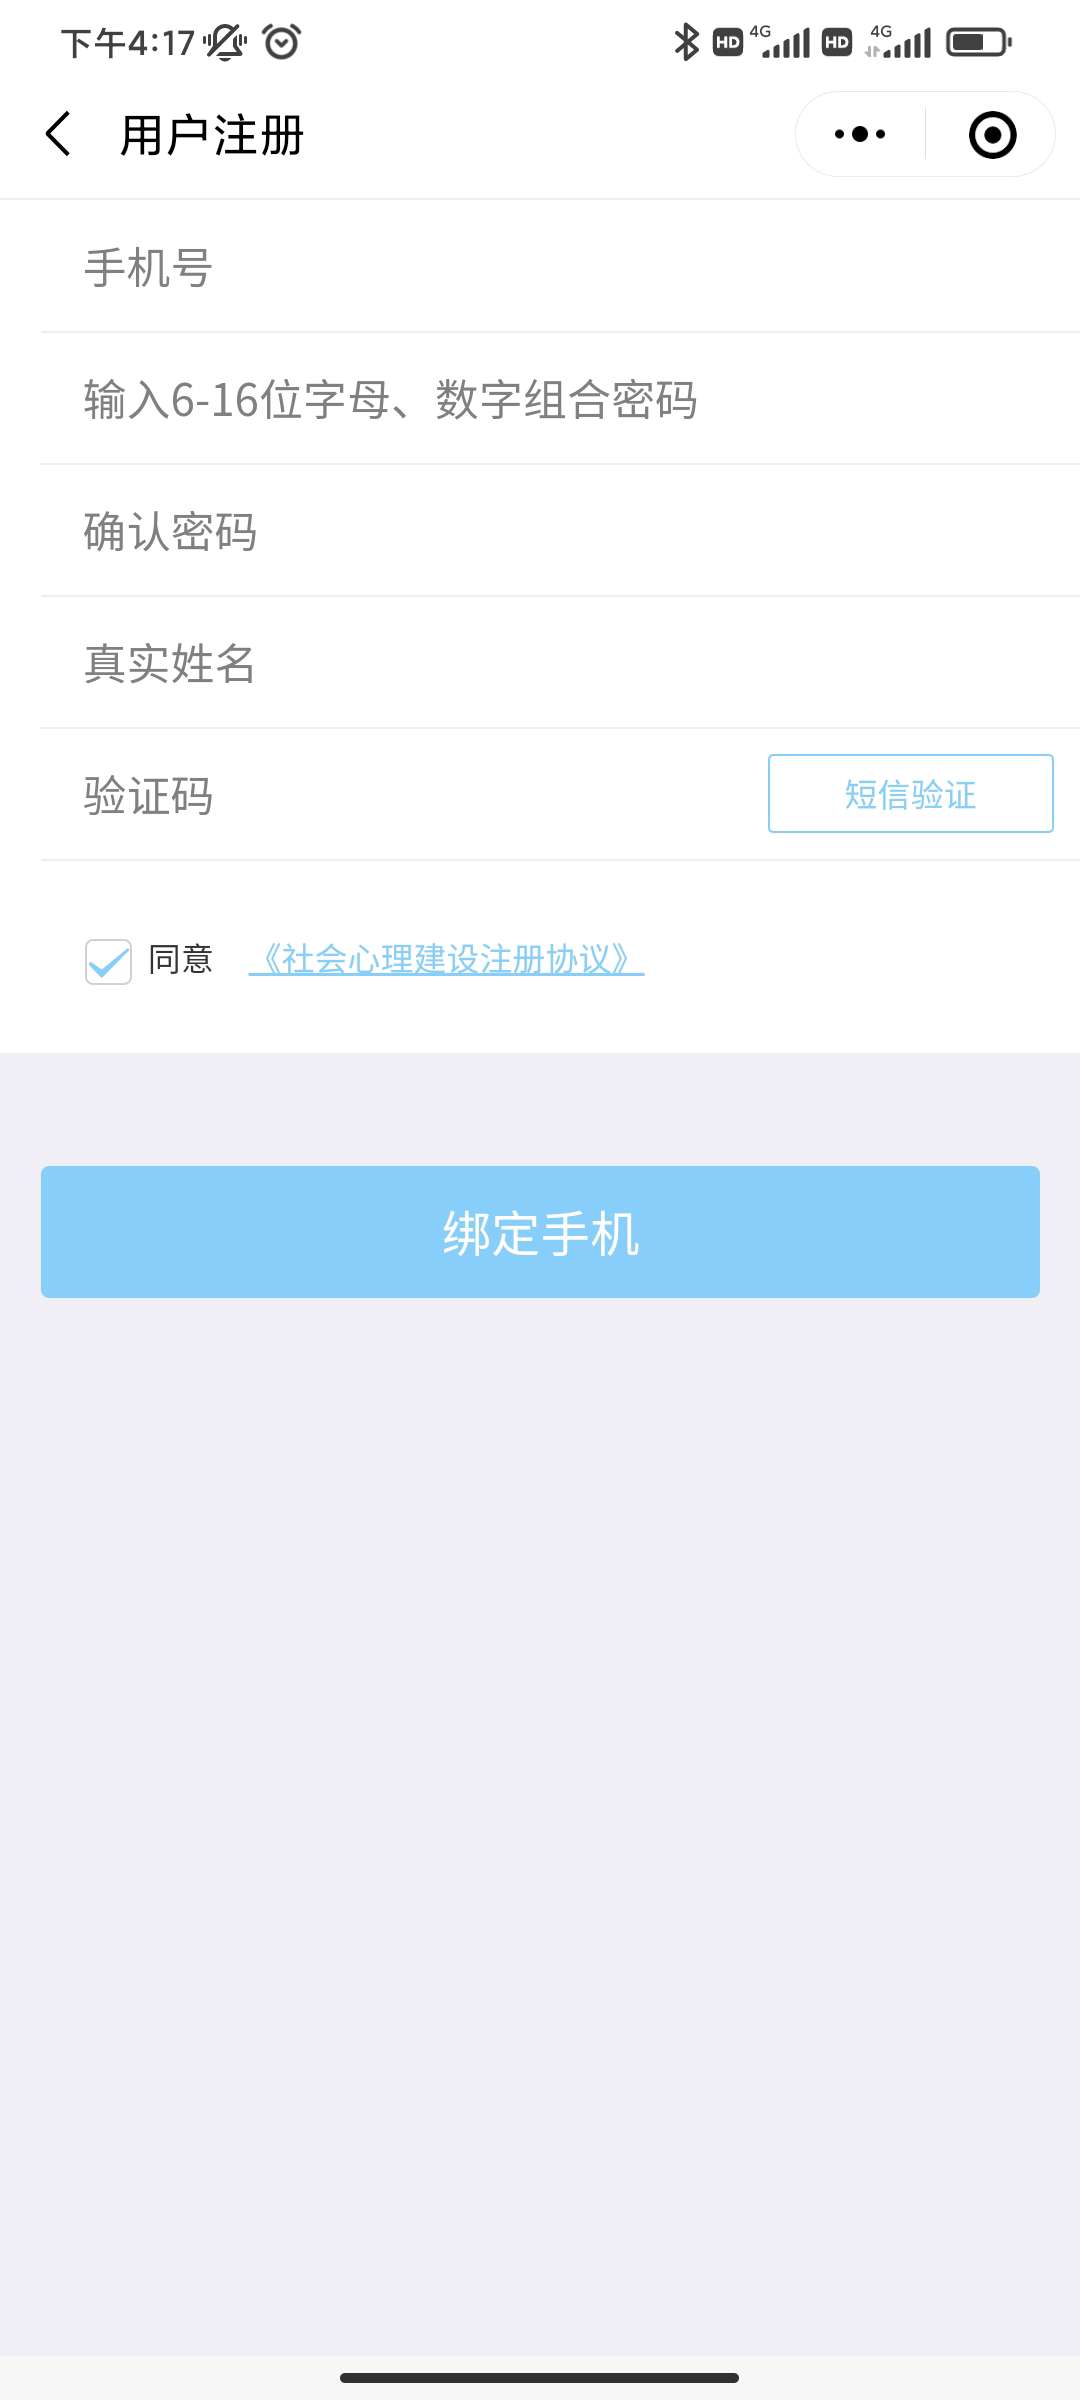 下午4:17
HD 4G HD 4G
用户注册
手机号
输入6-16位字母、数字组合密码
确认密码
真实姓名
验证码
短信验证
同意 《社会心理建设注册协议》
绑定手机